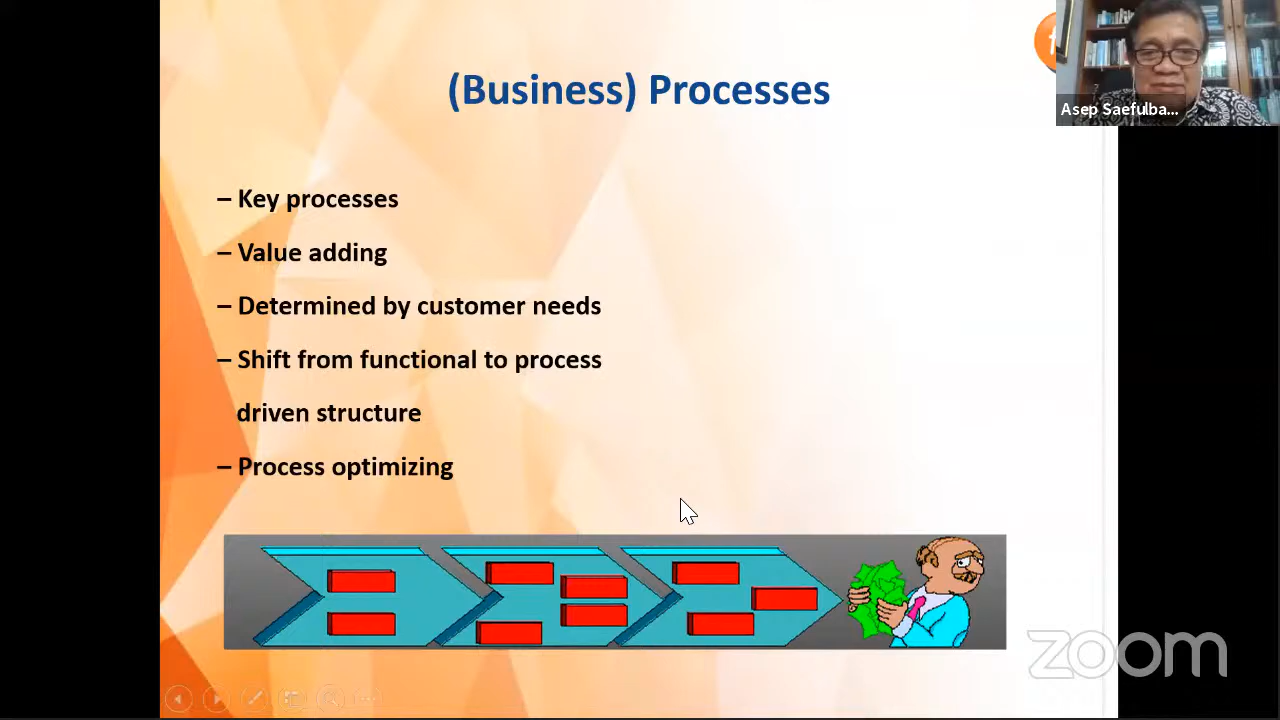 (Business) Processes
Asep Saefulba...
– Key processes
– Value adding
– Determined by customer needs
– Shift from functional to process
driven structure
– Process optimizing
zoom